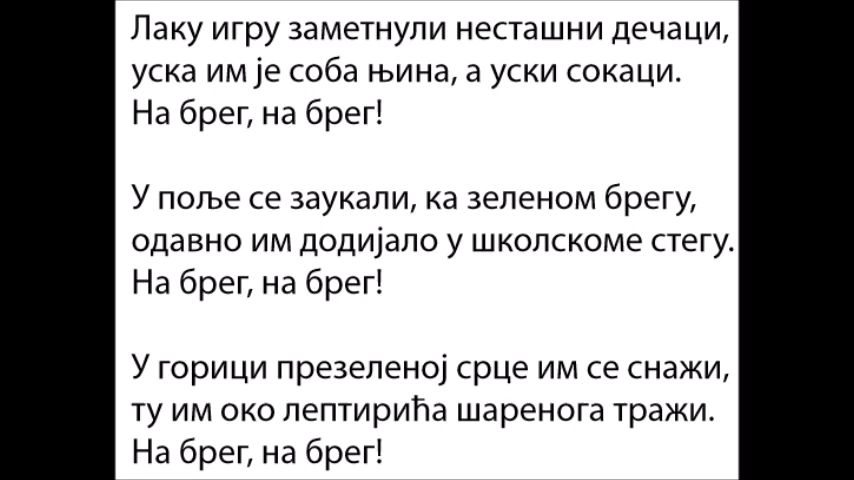 Лаку игру заметнули несташни дечаци,
уска им је соба њина, а уски сокаци.
На брег, на брег!
У поље се заукали, ка зеленом брегу,
одавно им додијало у школскоме стегу.
На брег, на брег!
У горици презеленој срце им се снажи,
ту им око лептирића шаренога тражи.
На брег, на брег!